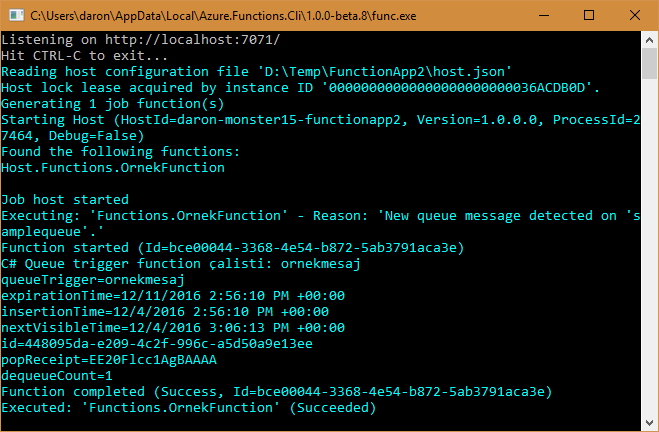 C:\Users\daron\AppData\Local\Azure.Functions.Cli\1.0.0-beta.8\func.exe
Listening on http://localhost:7071/
Hit CTRL-C to exit...
Reading host configuration file 'D:\Temp\FunctionApp2\host.json'
Host lock lease acquired by instance ID '000000000000000000000000036ACDB0D'.
Generating 1 job function(s)
Starting Host (HostId=daron-monster15-functionapp2, Version=1.0.0.0, ProcessId=2
7464, Debug=False)
Found the following functions:
Host.Functions.OrnekFunction
Job host started
Executing: 'Functions.OrnekFunction' - Reason: 'New queue message detected on 's
amplequeue'.'
Function started (Id=bce00044-3368-4e54-b872-5ab3791aca3e)
C# Queue trigger function çalisti: ornekmesaj
queueTrigger=ornekmesaj
expirationTime=12/11/2016 2:56:10 PM +00:00
insertionTime=12/4/2016 2:56:10 PM +00:00
nextVisibleTime=12/4/2016 3:06:13 PM +00:00
id=448095da-e209-4c2f-996c-a5d50a9e13ee
popReceipt=EE20Flcc1AgBAAAA
dequeueCount=1
Function completed (Success, Id=bce00044-3368-4e54-b872-5ab3791aca3e)
Executed: 'Functions.OrnekFunction' (Succeeded)